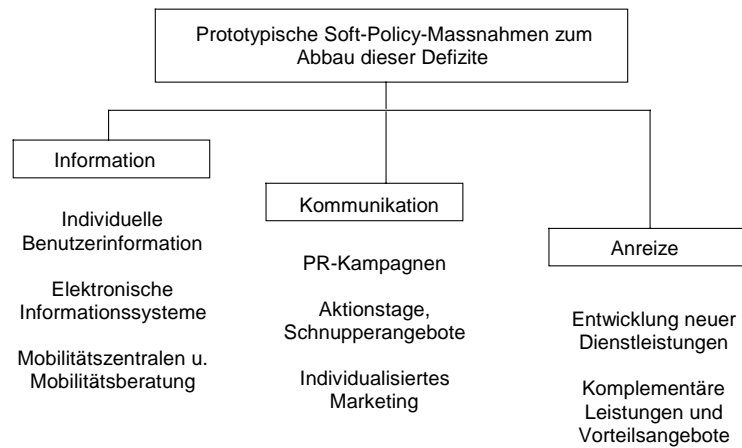 Prototypische Soft-Policy-Massnahmen zum
Abbau dieser Defizite
Information
Individuelle
Benutzerinformation
Elektronische
Informationssysteme
Mobilitätszentralen u.
Mobilitätsberatung
Kommunikation
PR-Kampagnen
Aktionstage,
Schnupperangebote
Individualisiertes
Marketing
Anreize
Entwicklung neuer
Dienstleistungen
Komplementäre
Leistungen und
Vorteilsangebote